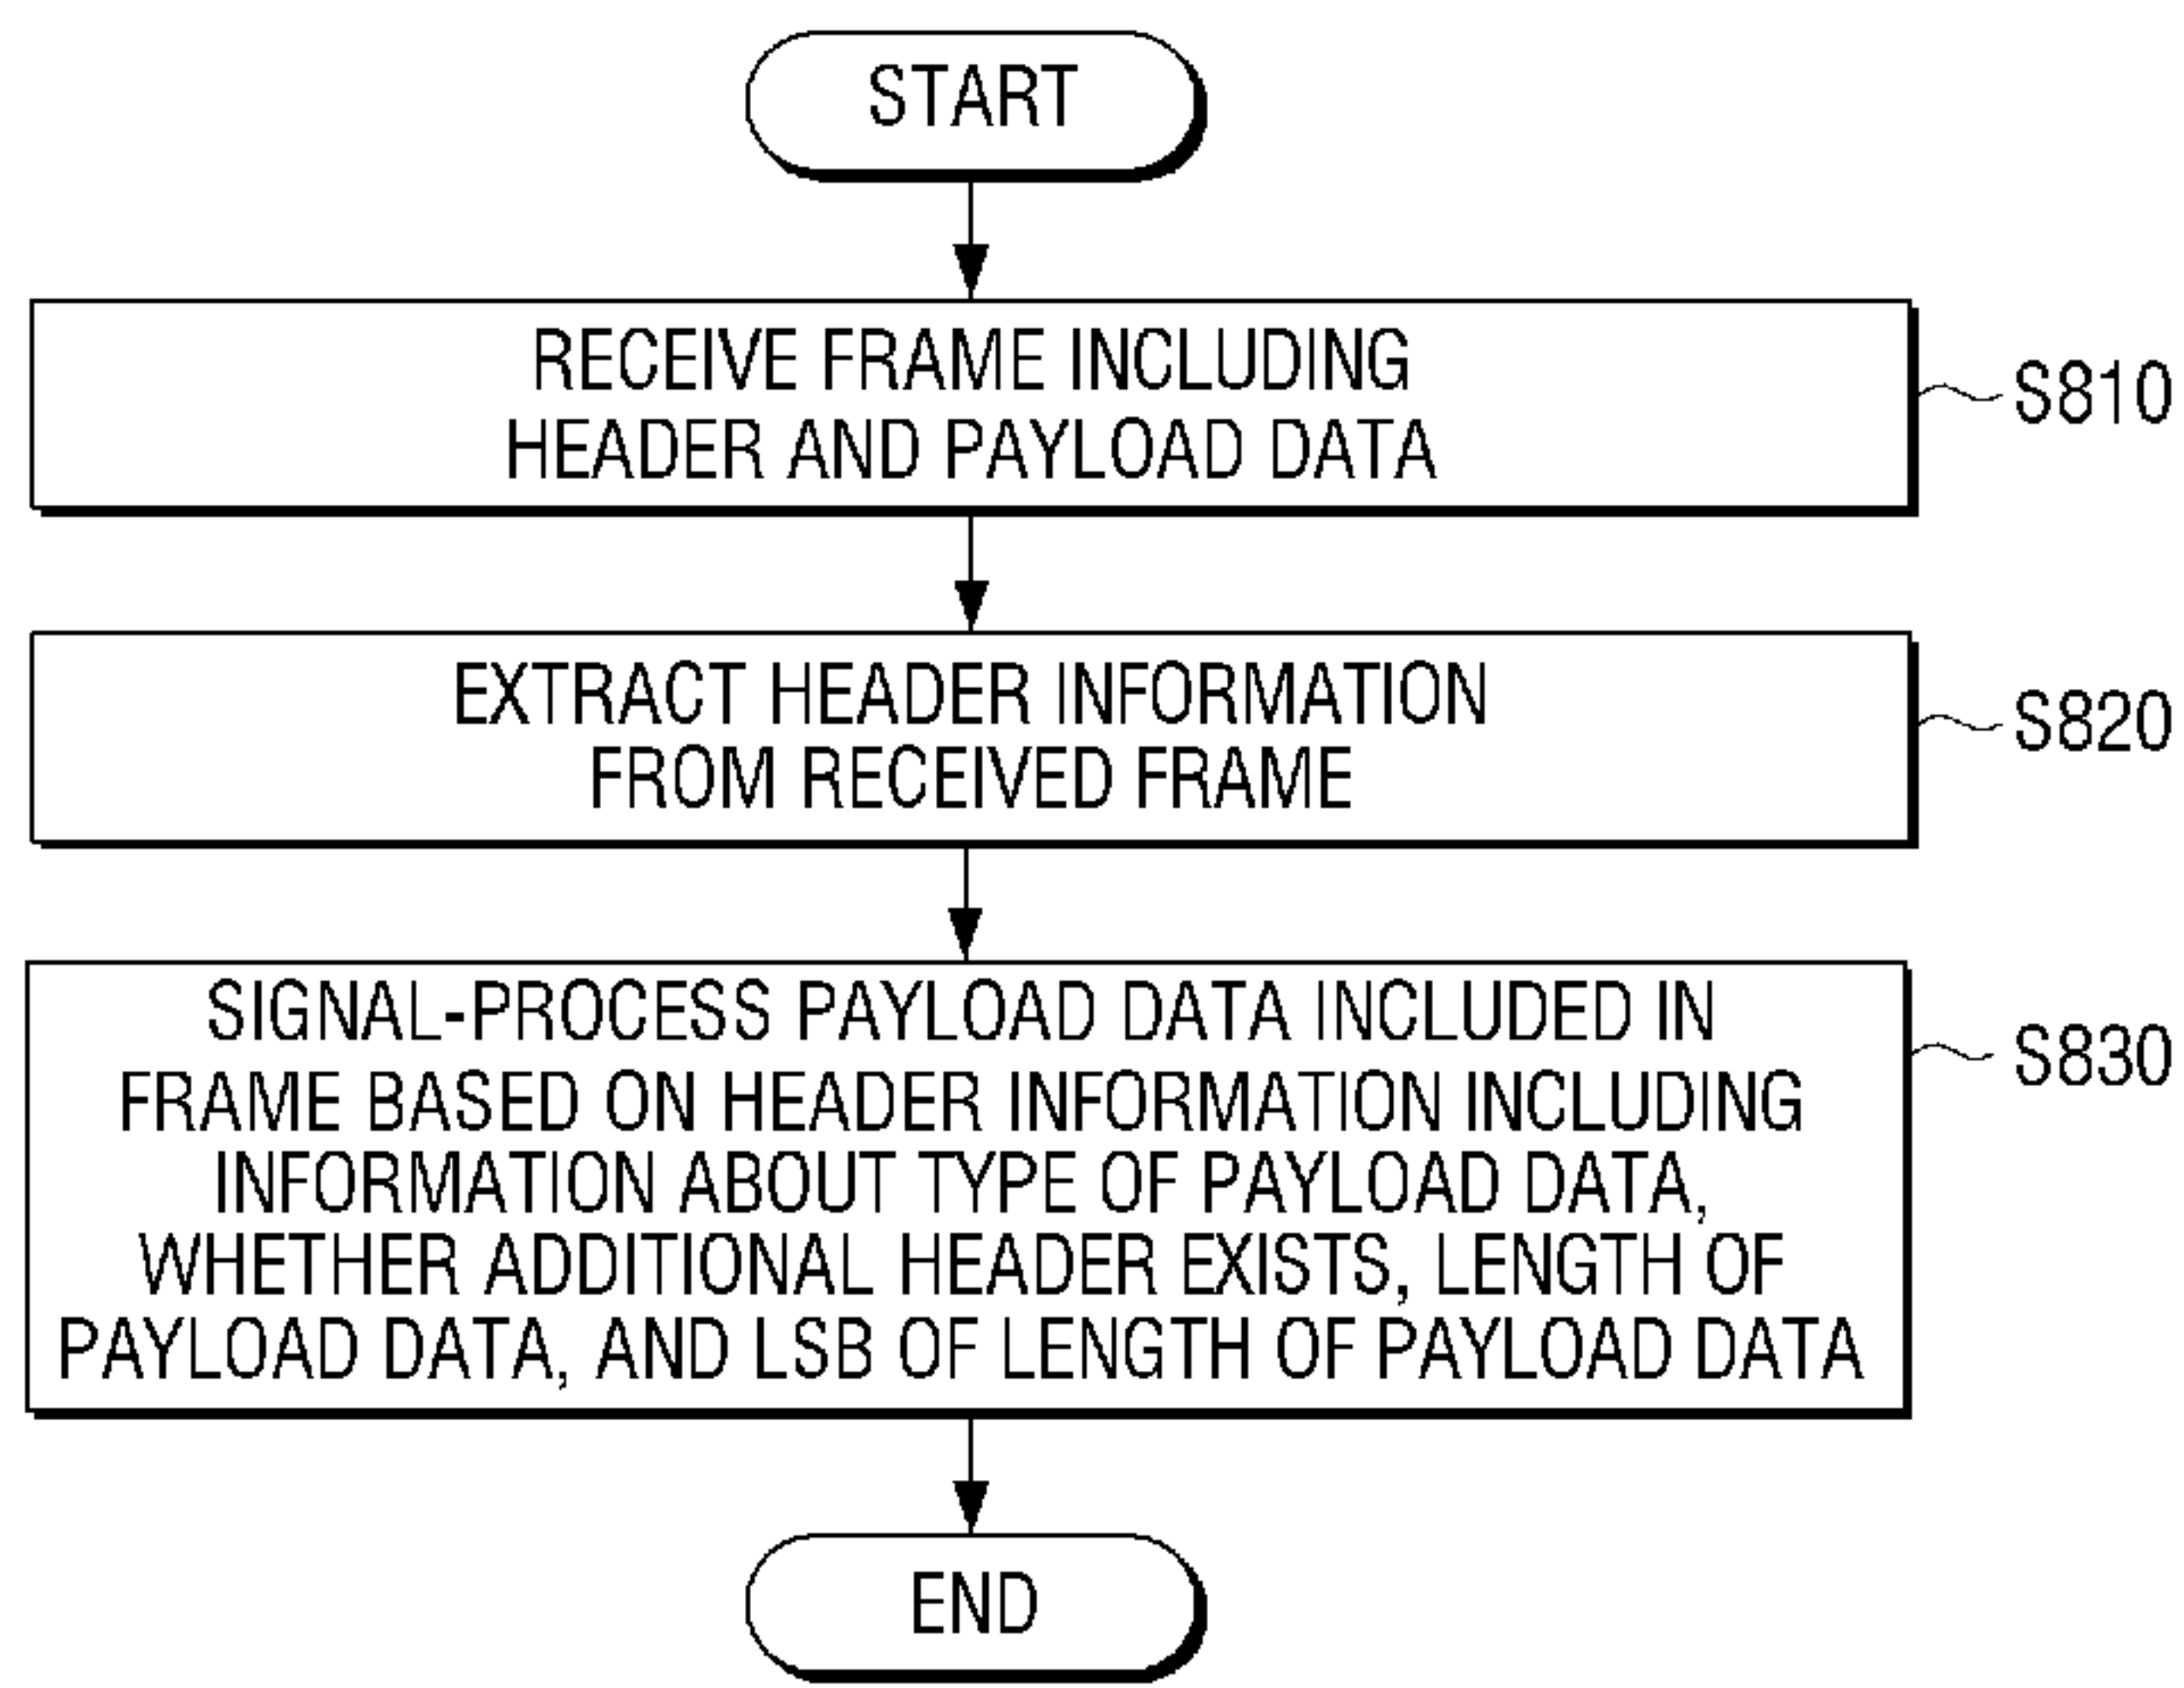 START
RECEIVE FRAME INCLUDING
HEADER AND PAYLOAD DATA
S810
EXTRACT HEADER INFORMATION
FROM RECEIVED FRAME
S820
SIGNAL-PROCESS PAYLOAD DATA INCLUDED IN
FRAME BASED ON HEADER INFORMATION INCLUDING
INFORMATION ABOUT TYPE OF PAYLOAD DATA,
WHETHER ADDITIONAL HEADER EXISTS, LENGTH OF
PAYLOAD DATA, AND LSB OF LENGTH OF PAYLOAD DATA
S830
END